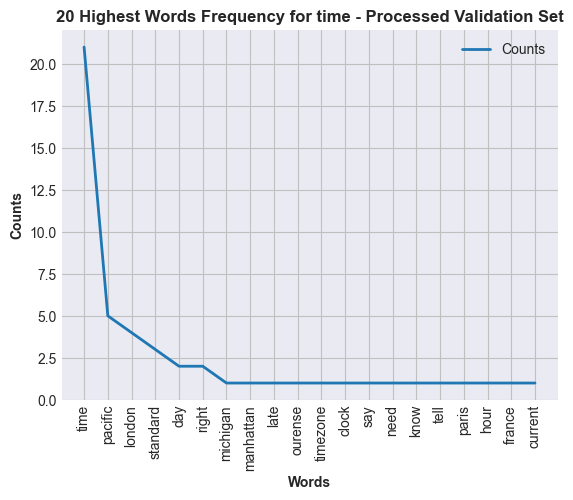 20 Highest Words Frequency for time - Processed Validation Set
Counts
20.0
17.5
15.0
12.5
10.0
7.5
5.0
2.5
0.0
Counts
time
pacific
london
standard
day
right
michigan
manhattan
late
ourense
timezone
clock
say
need
know
tell
paris
hour
france
current
Words